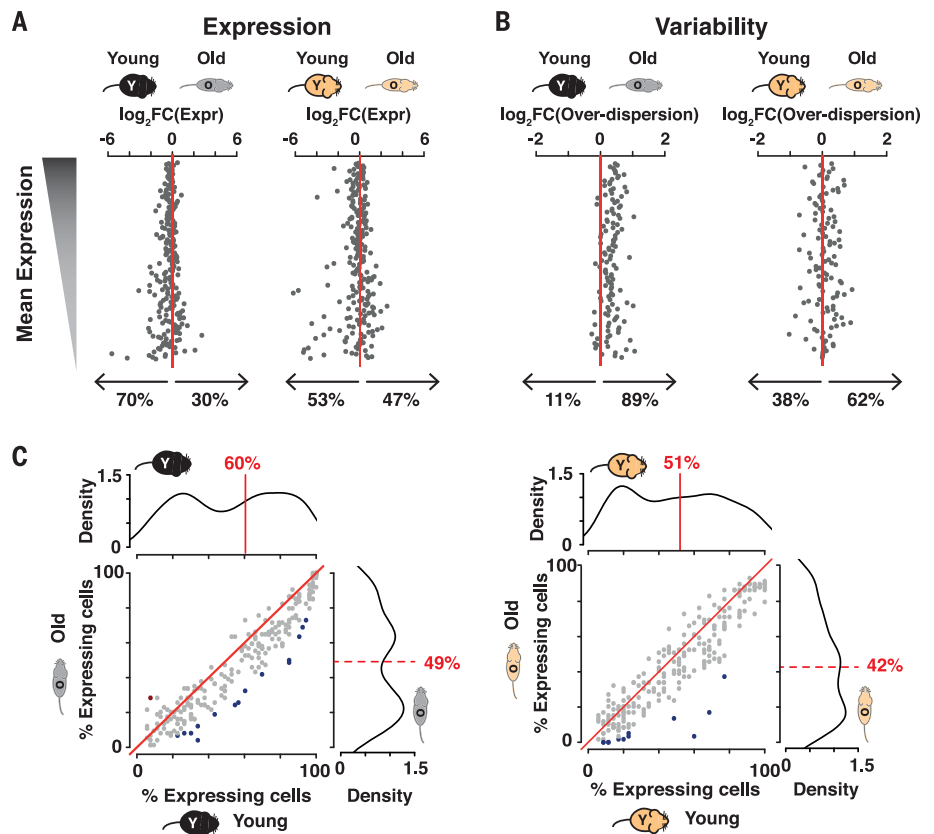 A
Expression
Young Old Young Old
Y O Y O
log2FC(Expr) log2FC(Expr)
-6 0 6 -6 0 6
Mean Expression
70% 30% 53% 47%
B
Variability
Young Old Young Old
Y O Y O
log2FC(Over-dispersion) log2FC(Over-dispersion)
-2 0 2 -2 0 2
11% 89% 38% 62%
C
Y
60%
1.5
Density
0
100
% Expressing cells
Old
O
0
0 100
% Expressing cells
Y Young
49%
O
0 1.5
Density
Y
51%
1.5
Density
0
100
% Expressing cells
Old
O
0
0 100
% Expressing cells
Y Young
42%
O
0 1.5
Density